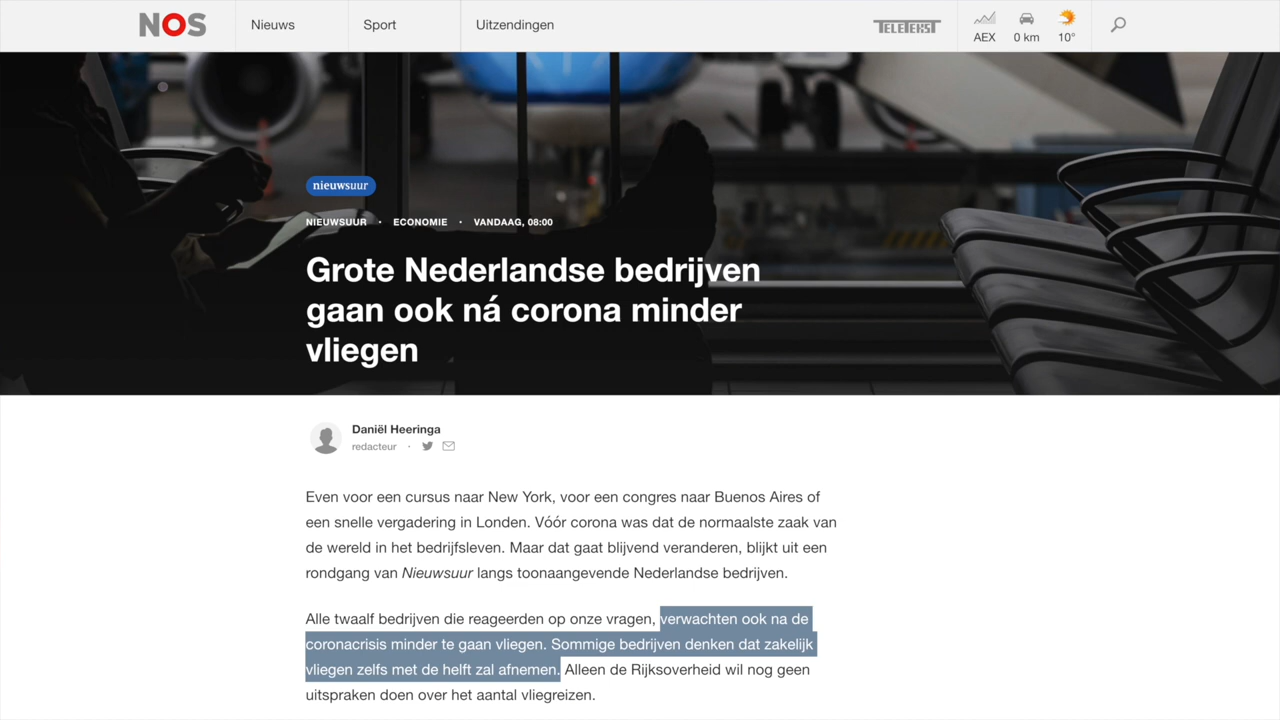 NOS
Nieuws
Sport
Uitzendingen
TELETEKST
AEX
0 km
10°
nieuwsuur
NIEUWSUUR · ECONOMIE · VANDAAG, 08:00
Grote Nederlandse bedrijven
gaan ook ná corona minder
vliegen
Daniël Heeringa
redacteur ·
Even voor een cursus naar New York, voor een congres naar Buenos Aires of
een snelle vergadering in Londen. Vóór corona was dat de normaalste zaak van
de wereld in het bedrijfsleven. Maar dat gaat blijvend veranderen, blijkt uit een
rondgang van Nieuwsuur langs toonaangevende Nederlandse bedrijven.
Alle twaalf bedrijven die reageerden op onze vragen, verwachten ook na de
coronacrisis minder te gaan vliegen. Sommige bedrijven denken dat zakelijk
vliegen zelfs met de helft zal afnemen. Alleen de Rijksoverheid wil nog geen
uitspraken doen over het aantal vliegreizen.